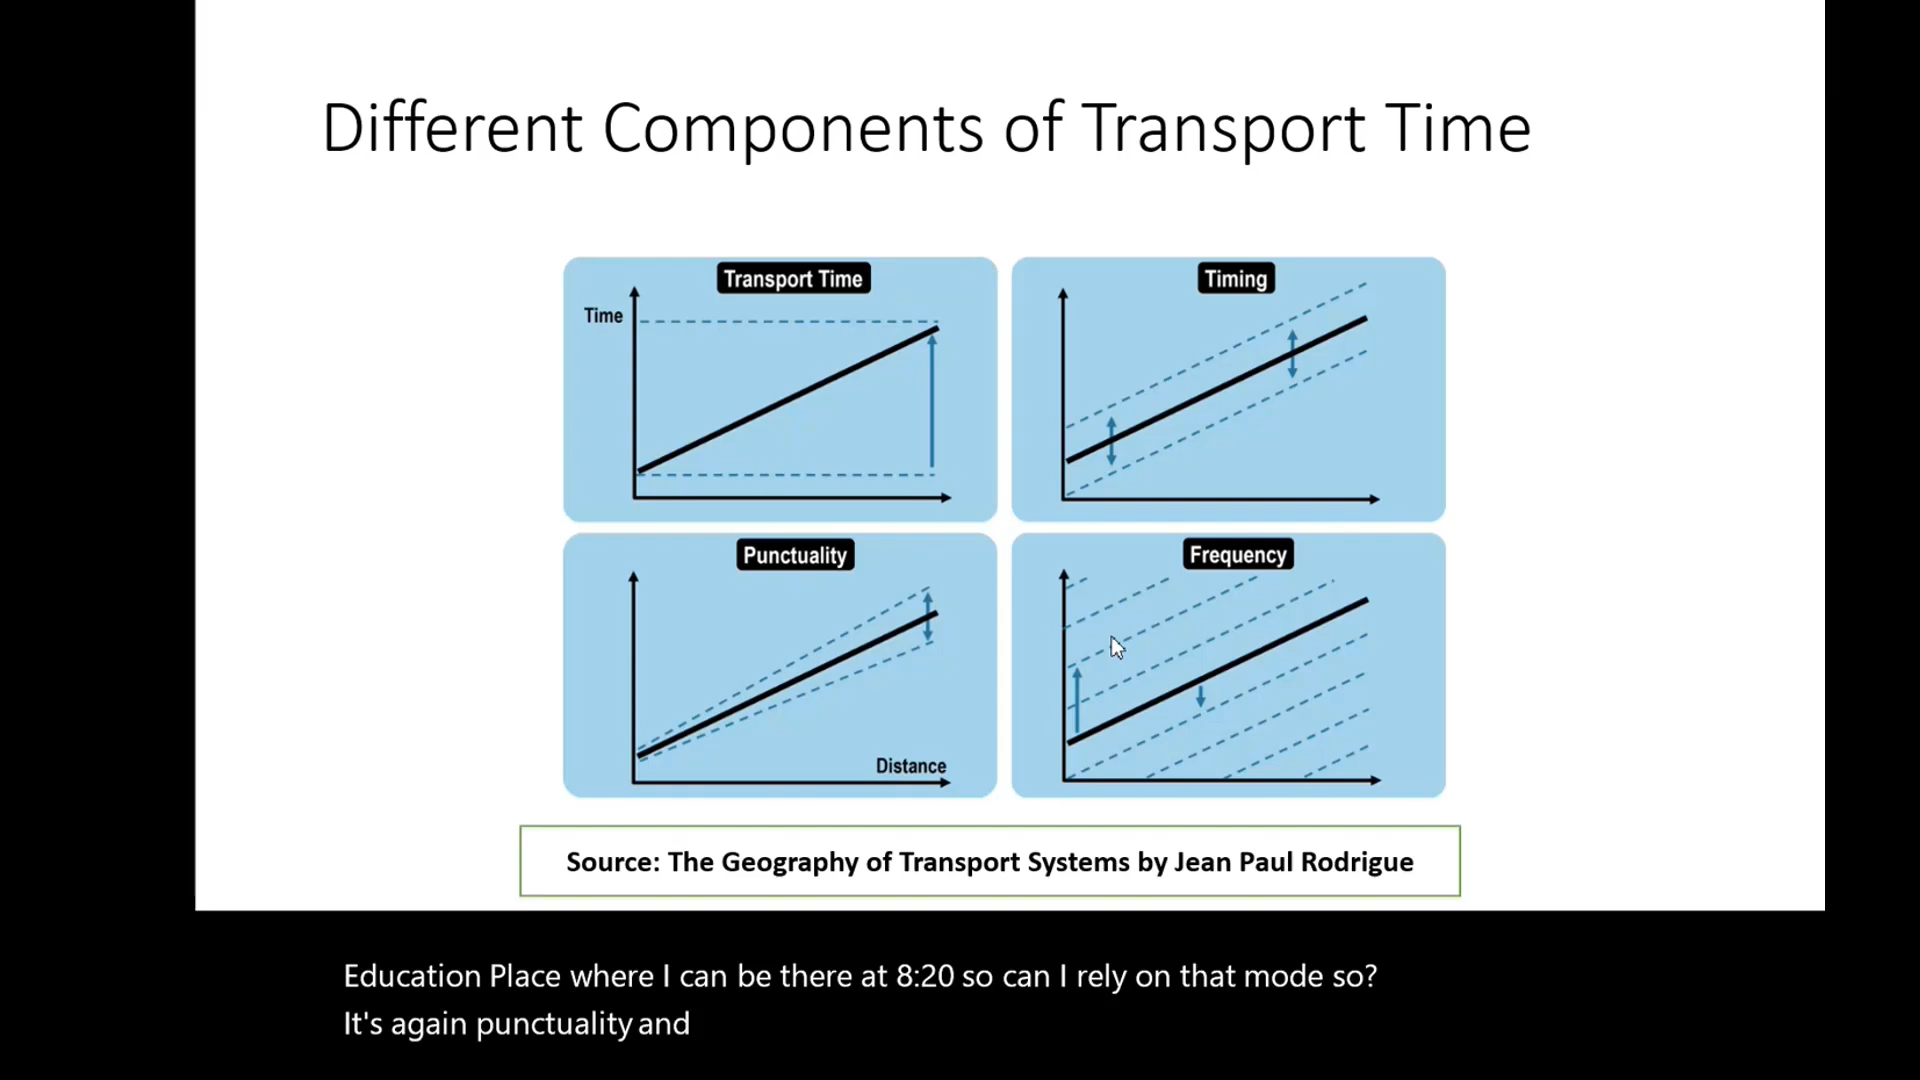 Different Components of Transport Time
Transport Time
Time
Timing
Punctuality
Distance
Frequency
Source: The Geography of Transport Systems by Jean Paul Rodrigue
Education Place where I can be there at 8:20 so can I rely on that mode so?
It's again punctuality and